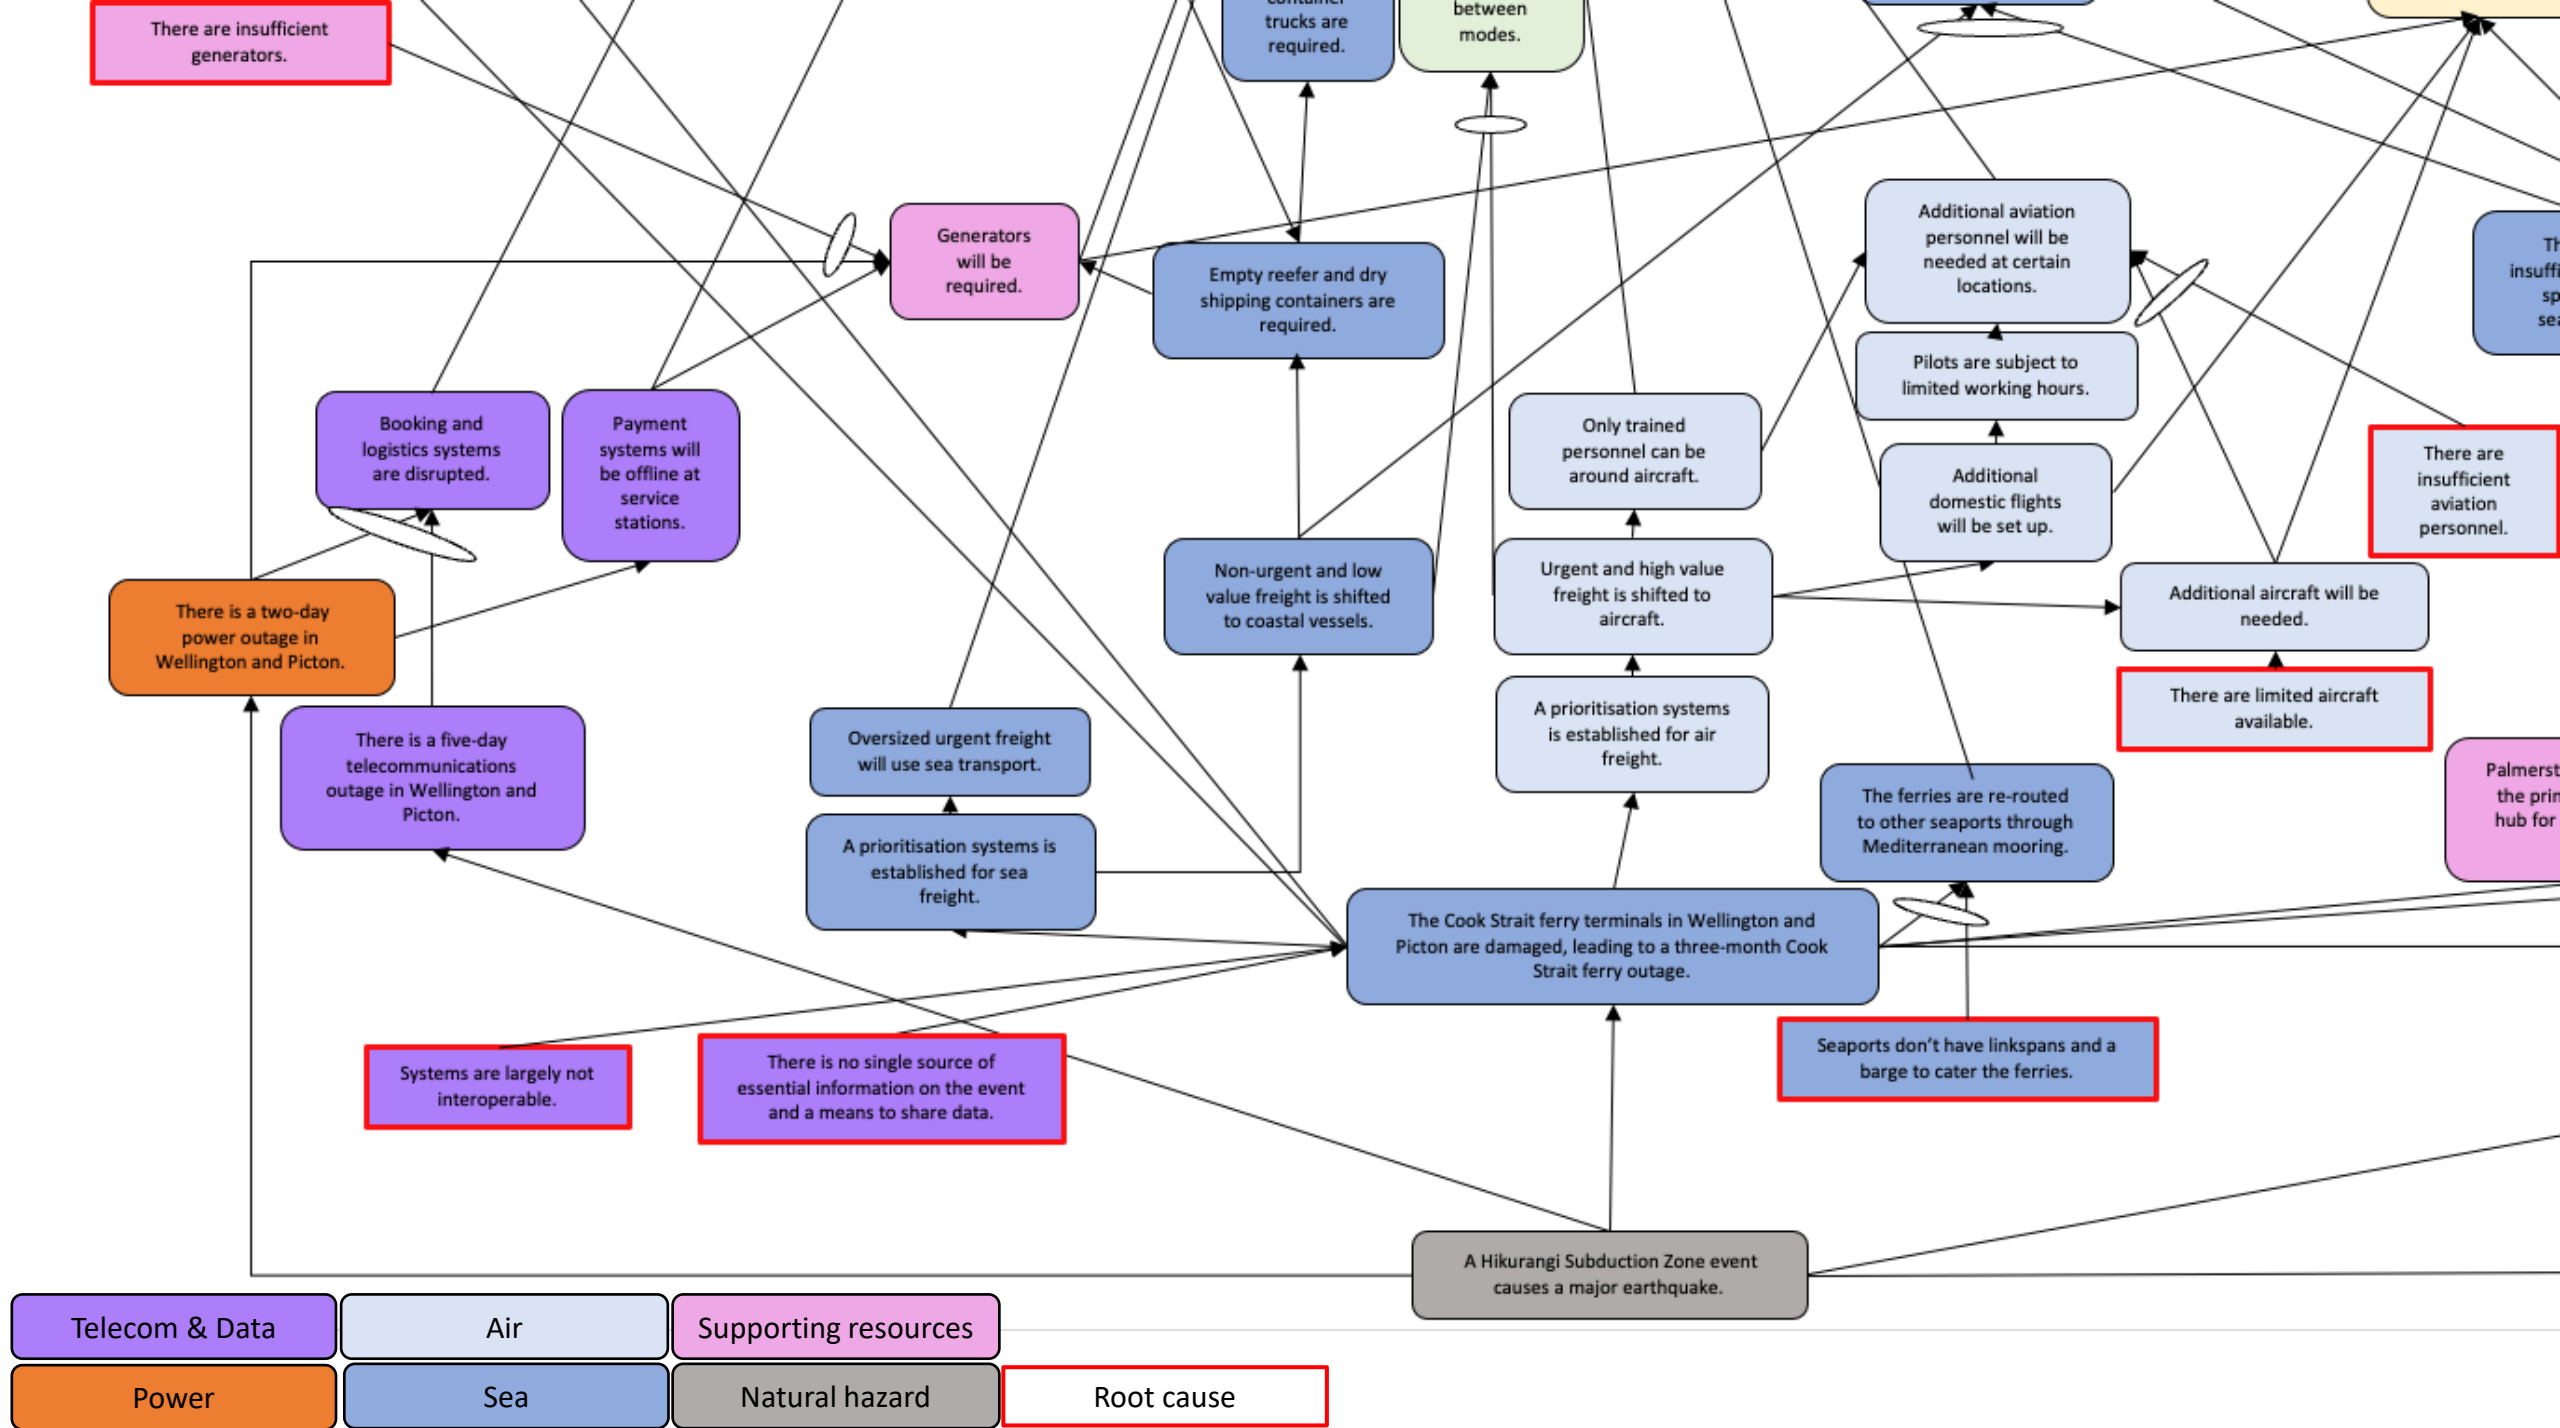 There are insufficient
generators.
trucks are
required.
between
modes.
Generators
will be
required.
Empty reefer and dry
shipping containers are
required.
Additional aviation
personnel will be
needed at certain
locations.
Pilots are subject to
limited working hours.
Booking and
logistics systems
are disrupted.
Payment
systems will
be offline at
service
stations.
Only trained
personnel can be
around aircraft.
Additional
domestic flights
will be set up.
There are
insufficient
aviation
personnel.
There is a two-day
power outage in
Wellington and Picton.
Non-urgent and low
value freight is shifted
to coastal vessels.
Urgent and high value
freight is shifted to
aircraft.
Additional aircraft will be
needed.
There are limited aircraft
available.
There is a five-day
telecommunications
outage in Wellington and
Picton.
Oversized urgent freight
will use sea transport.
A prioritisation systems is
established for sea
freight.
A prioritisation systems
is established for air
freight.
The ferries are re-routed
to other seaports through
Mediterranean mooring.
the
hub for
The Cook Strait ferry terminals in Wellington and
Picton are damaged, leading to a three-month Cook
Strait ferry outage.
Systems are largely not
interoperable.
There is no single source of
essential information on the event
and a means to share data.
Seaports don't have linkspans and a
barge to cater the ferries.
A Hikurangi Subduction Zone event
causes a major earthquake.
Telecom & Data
Air
Supporting resources
Power
Sea
Natural hazard
Root cause